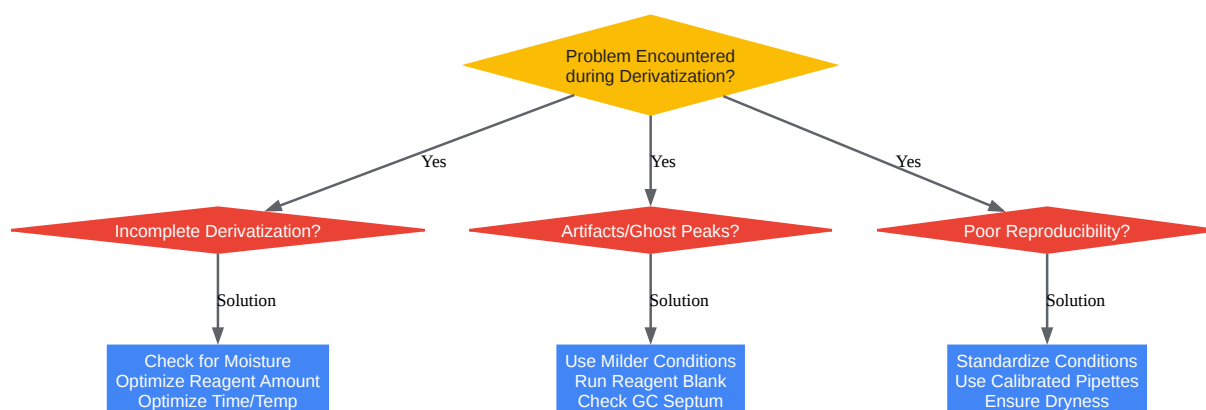 Problem Encountered
during Derivatization?
Yes
Yes
Yes
Incomplete Derivatization?
Artifacts/Ghost Peaks?
Poor Reproducibility?
Solution
Solution
Solution
Check for Moisture
Optimize Reagent Amount
Optimize Time/Temp
Use Milder Conditions
Run Reagent Blank
Check GC Septum
Standardize Conditions
Use Calibrated Pipettes
Ensure Dryness